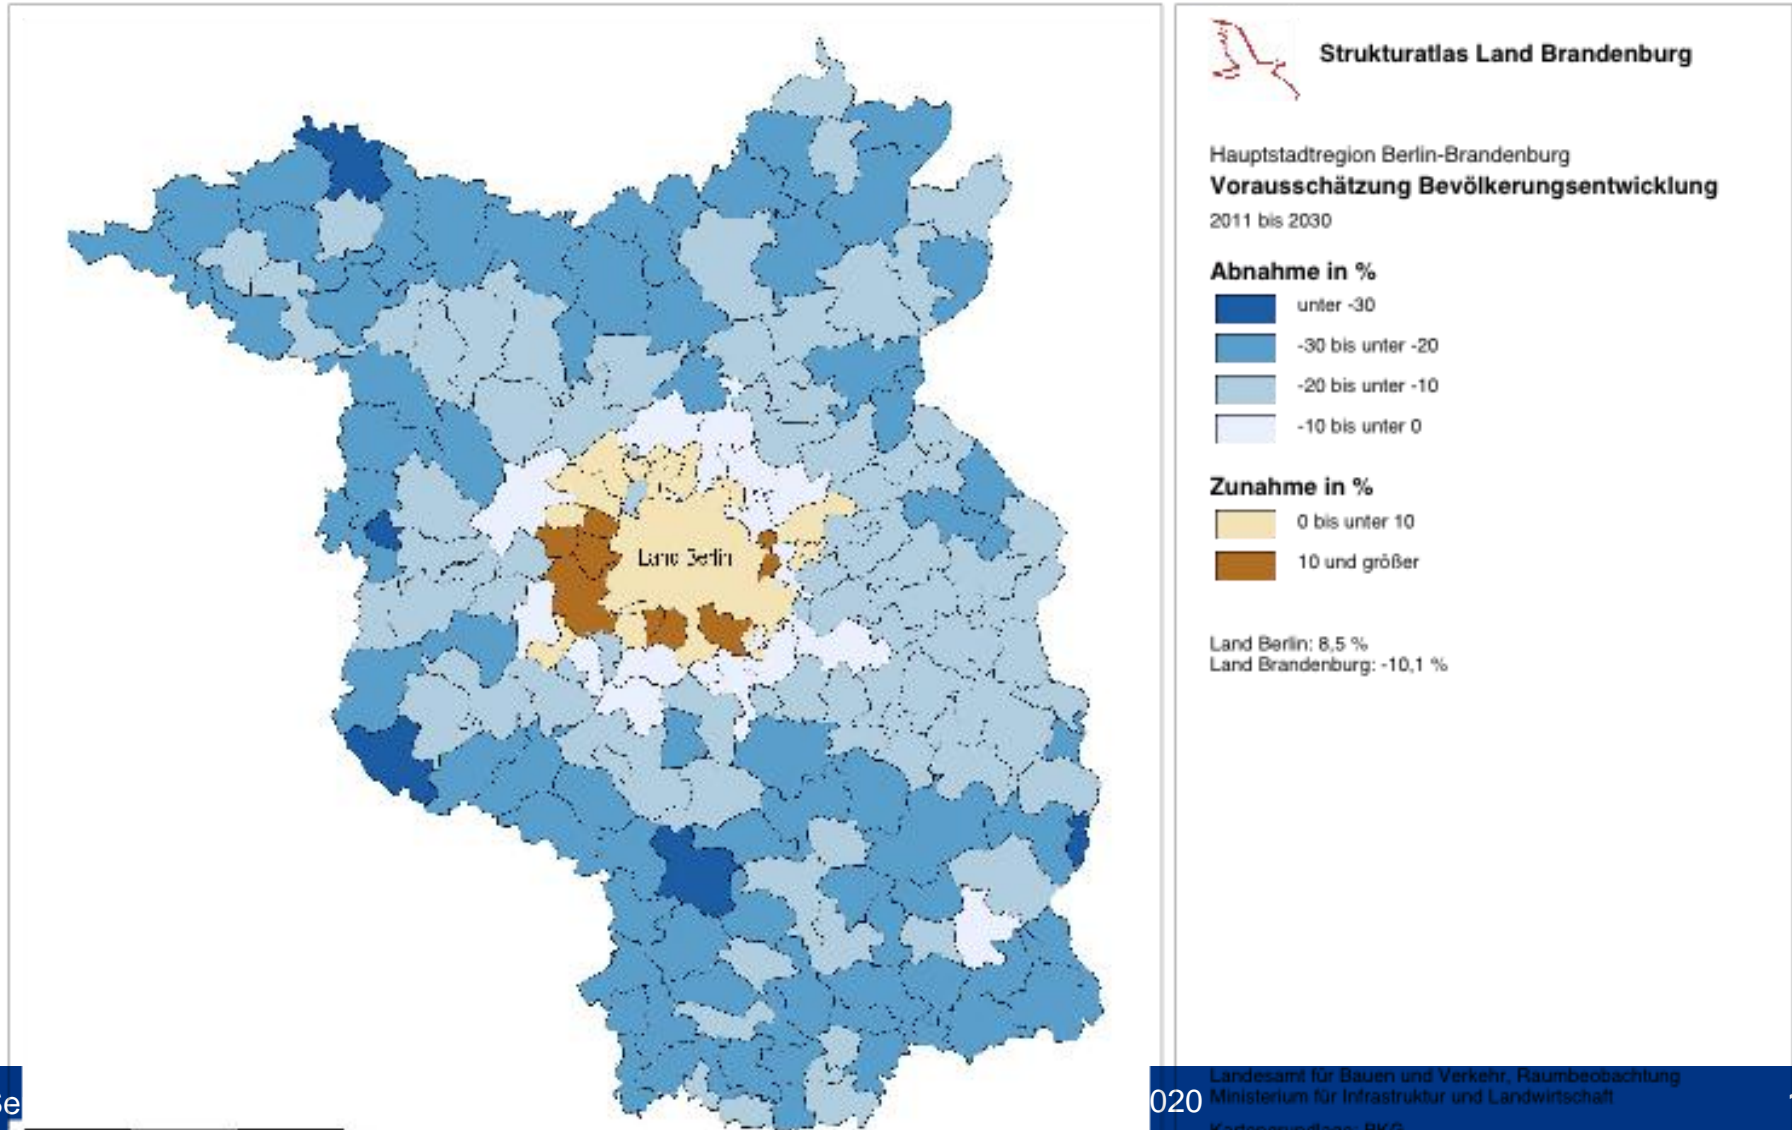 Strukturatlas Land Brandenburg
Hauptstadtregion Berlin-Brandenburg
Vorausschätzung Bevölkerungsentwicklung
2011 bis 2030
Abnahme in %
unter -30
-30 bis unter -20
-20 bis unter -10
-10 bis unter 0
Zunahme in %
0 bis unter 10
10 und größer
Land Berlin: 8,5 %
Land Brandenburg: -10,1 %
Land Berlin
Landesamt für Bauen und Verkehr, Raumbeobachtung
Ministerium für Infrastruktur und Landwirtschaft
020